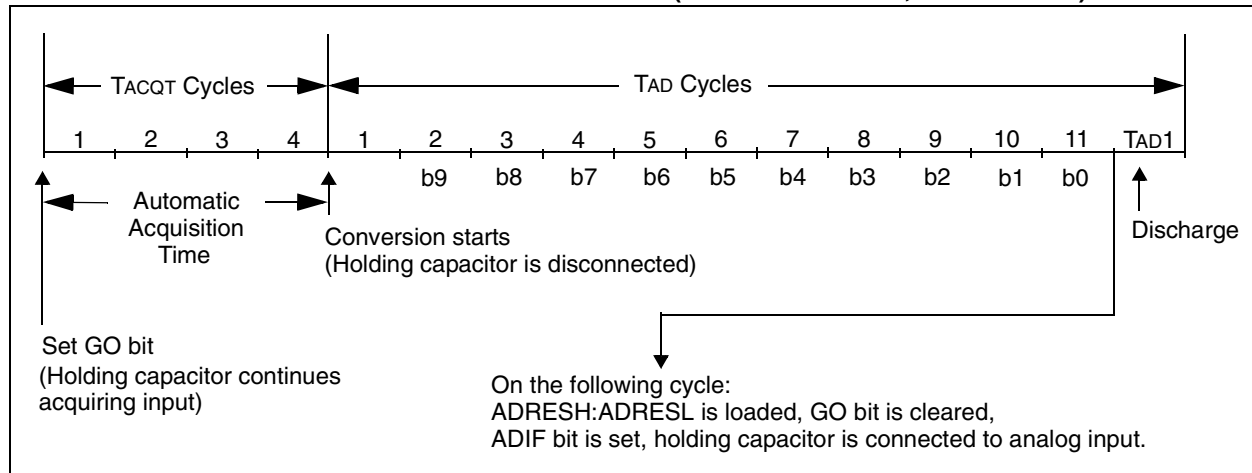 TACQT Cycles
TAD Cycles
1 2 3 4 1 2 3 4 5 6 7 8 9 10 11 TAD1
b9 b8 b7 b6 b5 b4 b3 b2 b1 b0
Automatic
Acquisition
Time
Conversion starts
(Holding capacitor is disconnected)
Discharge
Set GO bit
(Holding capacitor continues
acquiring input)
On the following cycle:
ADRESH:ADRESL is loaded, GO bit is cleared,
ADIF bit is set, holding capacitor is connected to analog input.